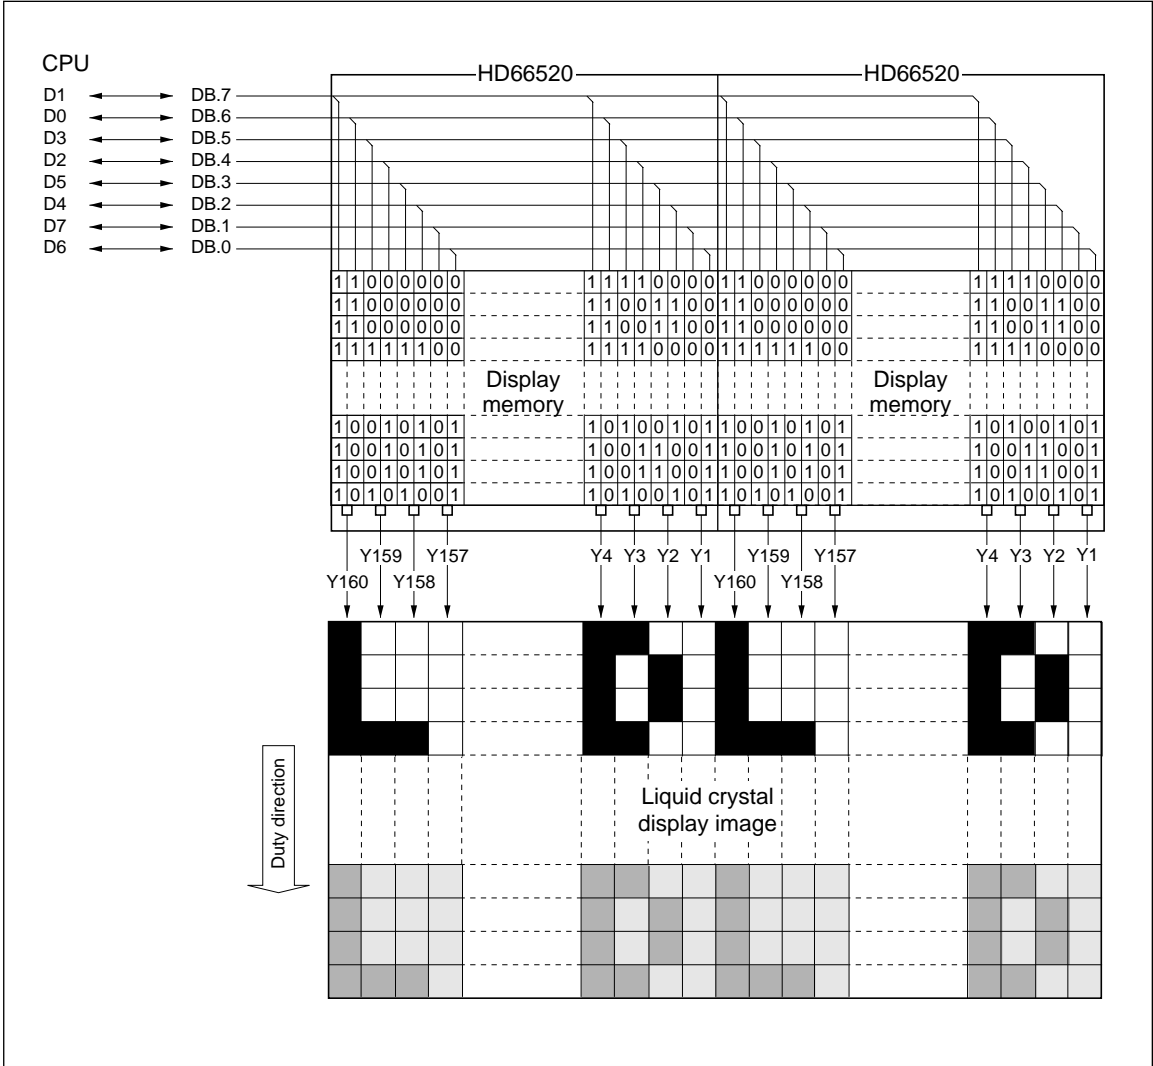 CPU
HD66520 HD66520
D1 DB.7
D0 DB.6
D3 DB.5
D2 DB.4
D5 DB.3
D4 DB.2
D7 DB.1
D6 DB.0
1 1 0 0 0 0 0 0 1 1 1 1 0 0 0 0 1 1 0 0 0 0 0 0 1 1 1 1 0 0 0 0
1 1 0 0 0 0 0 0 1 1 0 0 1 1 0 0 1 1 0 0 0 0 0 0 1 1 0 0 1 1 0 0
1 1 0 0 0 0 0 0 1 1 0 0 1 1 0 0 1 1 0 0 0 0 0 0 1 1 0 0 1 1 0 0
1 1 1 1 1 1 0 0 1 1 1 1 0 0 0 0 1 1 1 1 1 1 0 0 1 1 1 1 0 0 0 0
Display Display
memory memory
1 0 0 1 0 1 0 1 1 0 1 0 0 1 0 1 1 0 0 1 0 1 0 1 1 0 1 0 0 1 0 1
1 0 0 1 0 1 0 1 1 0 0 1 1 0 0 1 1 0 0 1 0 1 0 1 1 0 0 1 1 0 0 1
1 0 0 1 0 1 0 1 1 0 0 1 1 0 0 1 1 0 0 1 0 1 0 1 1 0 0 1 1 0 0 1
1 0 1 0 1 0 0 1 1 0 1 0 0 1 0 1 1 0 1 0 1 0 0 1 1 0 1 0 0 1 0 1
Y159 Y157 Y4 Y3 Y2 Y1 Y159 Y157 Y4 Y3 Y2 Y1
Y160 Y158 Y160 Y158
Duty direction
Liquid crystal
display image